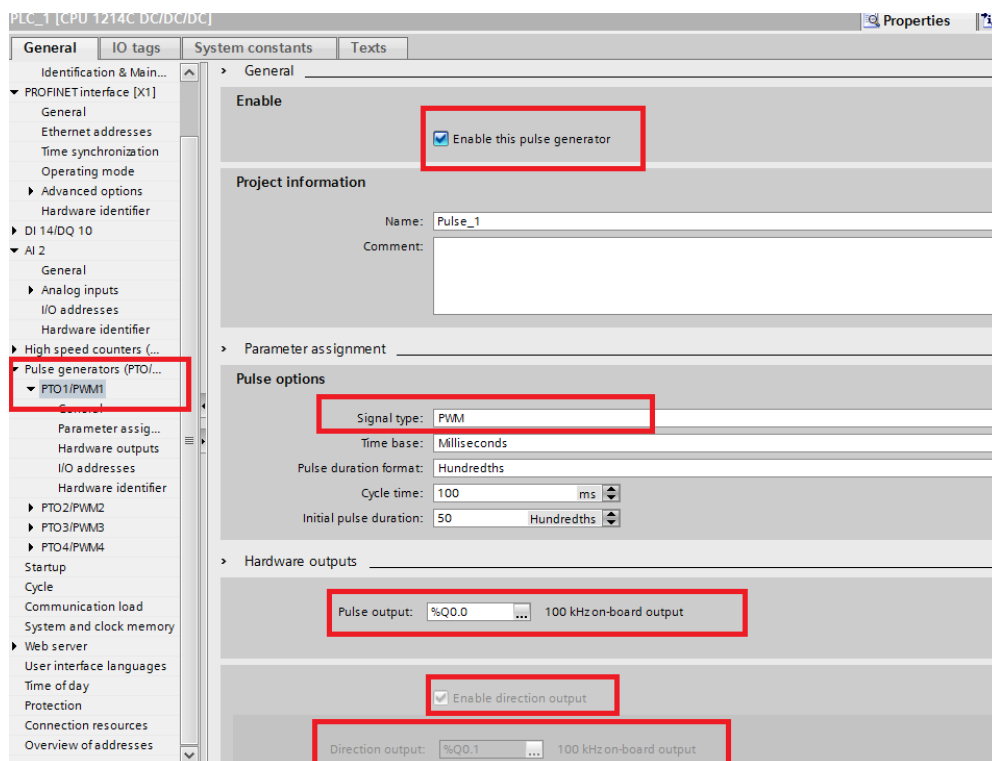 PLC_1 [CPU 1214C DC/DC/DC]
Properties
General IO tags System constants Texts
Identification & Main...
PROFINET interface [X1]
General
Ethernet addresses
Time synchronization
Operating mode
Advanced options
Hardware identifier
DI 14/DQ 10
AI 2
General
Analog inputs
I/O addresses
Hardware identifier
High speed counters (...
Pulse generators (PTO/...
PTO1/PWM1
General
Parameter assig...
Hardware outputs
I/O addresses
Hardware identifier
PTO2/PWM2
PTO3/PWM3
PTO4/PWM4
Startup
Cycle
Communication load
System and clock memory
Web server
User interface languages
Time of day
Protection
Connection resources
Overview of addresses
General
Enable
Enable this pulse generator
Project information
Name: Pulse_1
Comment:
Parameter assignment
Pulse options
Signal type: PWM
Time base: Milliseconds
Pulse duration format: Hundredths
Cycle time: 100 ms
Initial pulse duration: 50 Hundredths
Hardware outputs
Pulse output: %Q0.0 ... 100 kHz on-board output
Enable direction output
Direction output: %Q0.1 ... 100 kHz on-board output